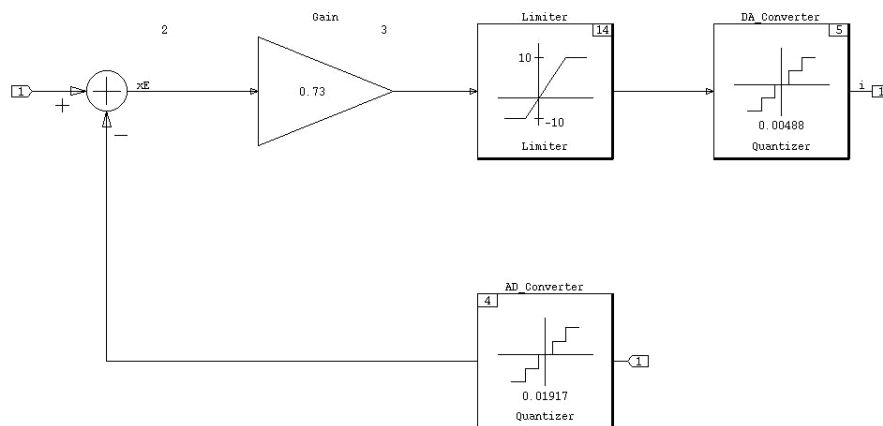 2
Gain
3
Limiter
14
DA_Converter
5
1
+
xE
−
0.73
10
-10
Limiter
0.00488
Quantizer
i
1
AD_Converter
4
0.01917
Quantizer
1